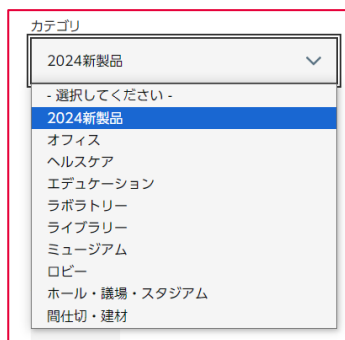 カテゴリ
2024新製品
- 選択してください -
2024新製品
オフィス
ヘルスケア
エデュケーション
ラボラトリー
ライブラリー
ミュージアム
ロビー
ホール・議場・スタジアム
間仕切・建材